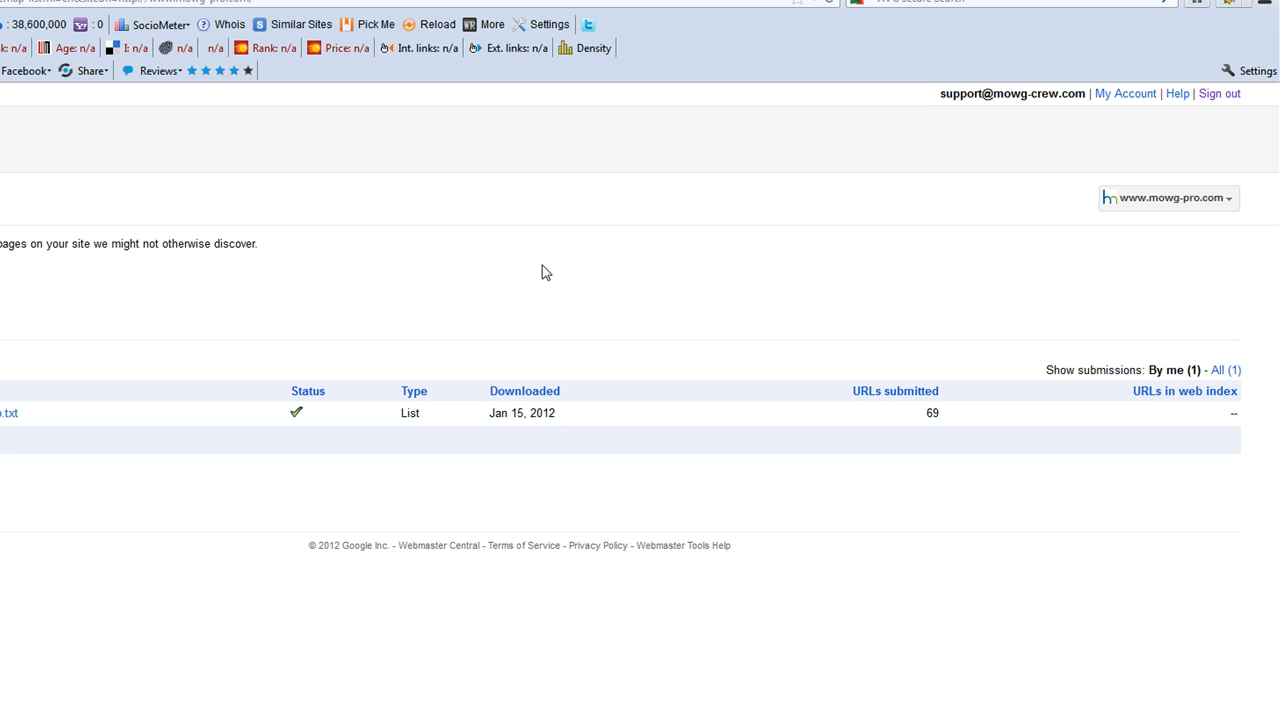 : 38,600,000 : 0 SocioMeter Whois Similar Sites Pick Me Reload More Settings
k: n/a Age: n/a I: n/a n/a n/a Rank: n/a Price: n/a Int. links: n/a Ext. links: n/a Density
Facebook Share Reviews Settings
support@mowg-crew.com | My Account | Help | Sign out
www.mowg-pro.com
pages on your site we might not otherwise discover.
Show submissions: By me (1) - All (1)
Status Type Downloaded URLs submitted URLs in web index
.txt List Jan 15, 2012 69 --
© 2012 Google Inc. - Webmaster Central - Terms of Service - Privacy Policy - Webmaster Tools Help